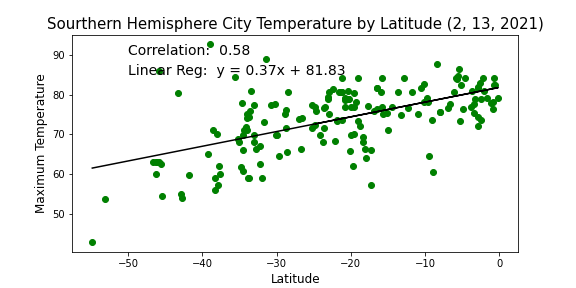 Sourthern Hemisphere City Temperature by Latitude (2, 13, 2021)
Correlation: 0.58
Linear Reg: y = 0.37x + 81.83
Maximum Temperature
90
80
70
60
50
−50 −40 −30 −20 −10 0
Latitude